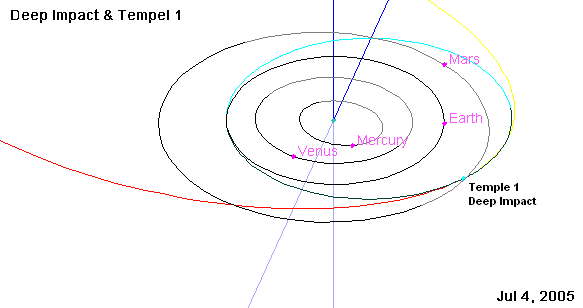 Deep Impact & Tempel 1
Mars
Earth
Mercury
Venus
Temple 1
Deep Impact
Jul 4, 2005